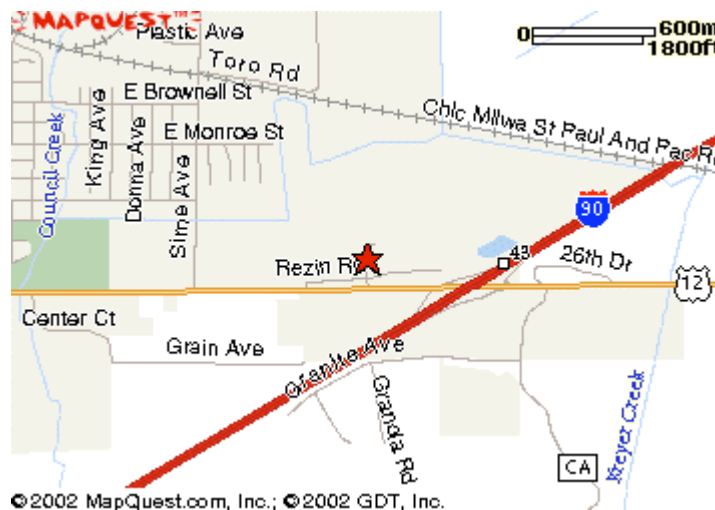 MAPQUEST™
Plastic Ave
0 600m
1800ft
Toro Rd
E Brownell St
Chic Milwa St Paul And Pac Rr
King Ave
Donna Ave
E Monroe St
Sime Ave
Council Creek
90
Rezin Rd
43
26th Dr
12
Center Ct
Grain Ave
Granite Ave
Granda Rd
Kreyer Creek
CA
©2002 MapQuest.com, Inc.; ©2002 GDT, Inc.